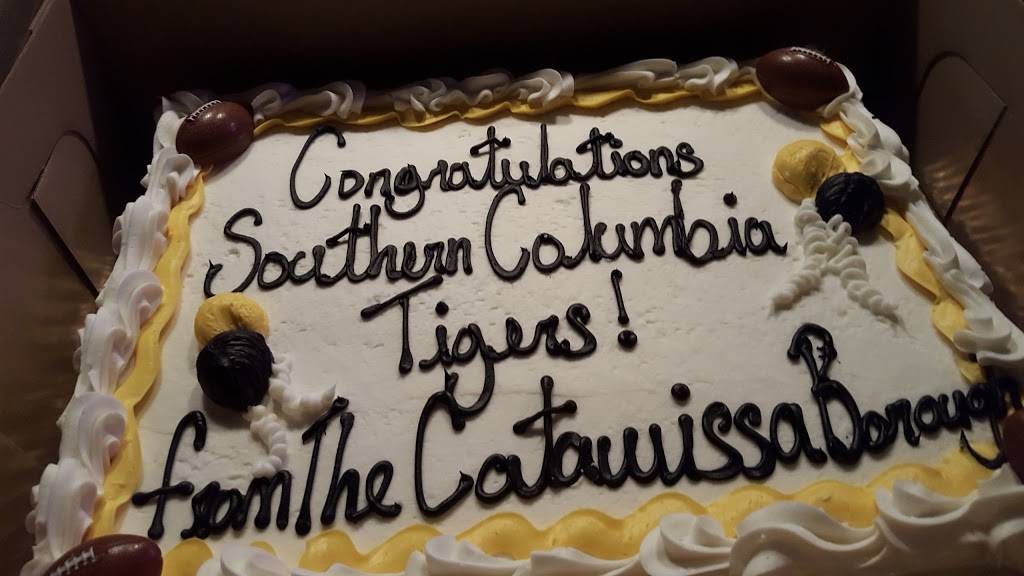 Congratulations
Southern Columbia
Tigers!
from The Catawissa Borough